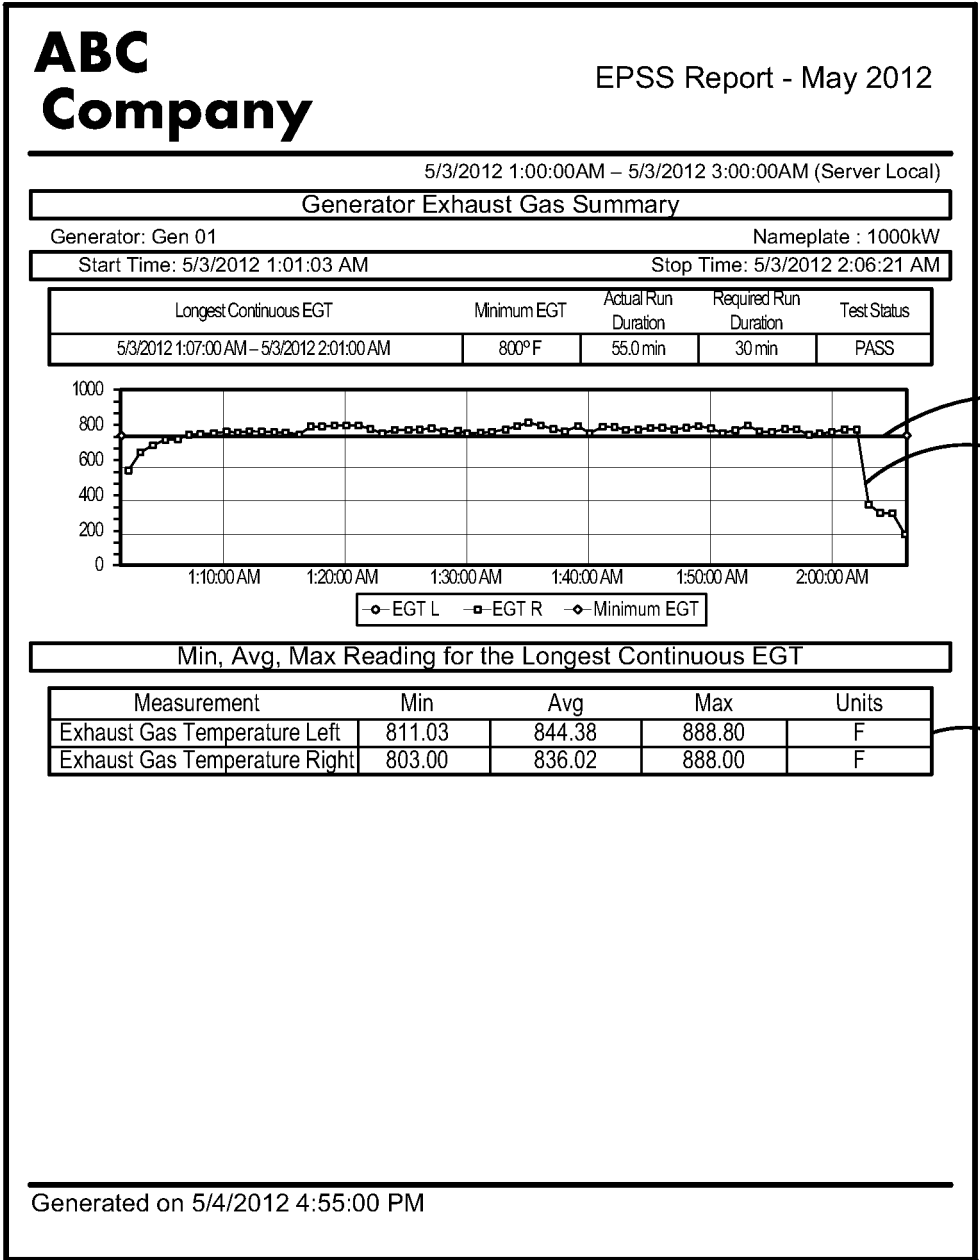 ABC
Company
EPSS Report - May 2012
5/3/2012 1:00:00AM – 5/3/2012 3:00:00AM (Server Local)
Generator Exhaust Gas Summary
Generator: Gen 01 Nameplate : 1000kW
Start Time: 5/3/2012 1:01:03 AM Stop Time: 5/3/2012 2:06:21 AM
Longest Continuous EGT Minimum EGT Actual Run Duration Required Run Duration Test Status
5/3/2012 1:07:00 AM – 5/3/2012 2:01:00 AM 800º F 55.0 min 30 min PASS
1000
800
600
400
200
0
1:10:00 AM 1:20:00 AM 1:30:00 AM 1:40:00 AM 1:50:00 AM 2:00:00 AM
EGT L EGT R Minimum EGT
Min, Avg, Max Reading for the Longest Continuous EGT
Measurement Min Avg Max Units
Exhaust Gas Temperature Left 811.03 844.38 888.80 F
Exhaust Gas Temperature Right 803.00 836.02 888.00 F
Generated on 5/4/2012 4:55:00 PM